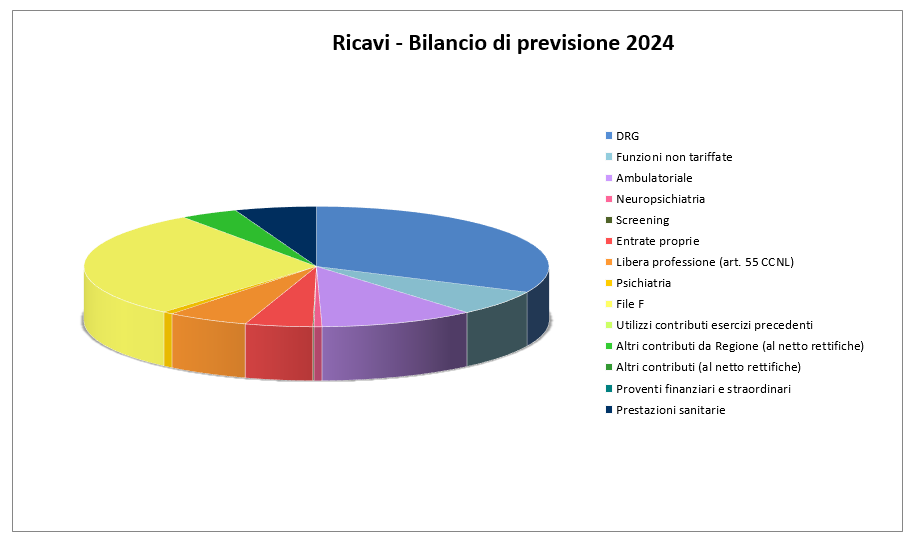 Ricavi - Bilancio di previsione 2024
DRG
Funzioni non tariffate
Ambulatoriale
Neuropsichiatria
Screening
Entrate proprie
Libera professione (art. 55 CCNL)
Psichiatria
File F
Utilizzi contributi esercizi precedenti
Altri contributi da Regione (al netto rettifiche)
Altri contributi (al netto rettifiche)
Proventi finanziari e straordinari
Prestazioni sanitarie